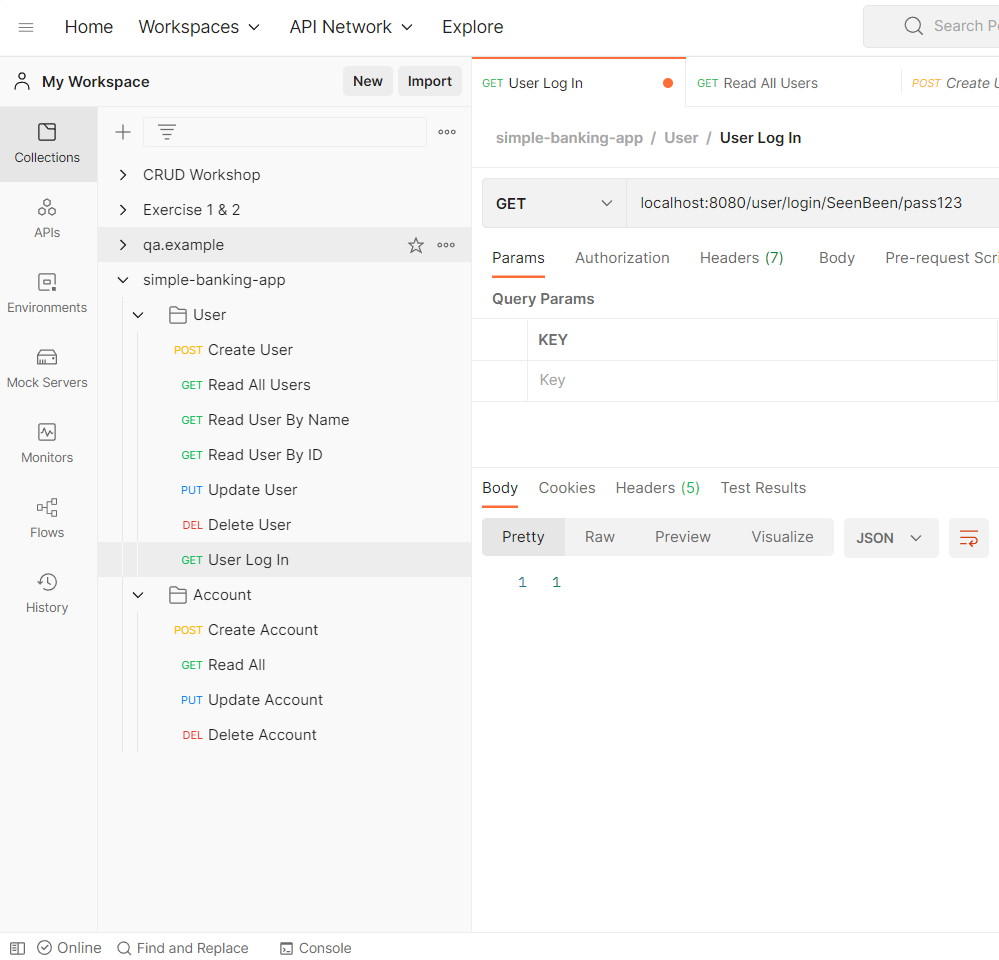 Home Workspaces API Network Explore Search Pe
My Workspace New Import
GET User Log In GET Read All Users POST Create U
Collections
APIs
Environments
Mock Servers
Monitors
Flows
History
CRUD Workshop
Exercise 1 & 2
qa.example
simple-banking-app
User
POST Create User
GET Read All Users
GET Read User By Name
GET Read User By ID
PUT Update User
DEL Delete User
GET User Log In
Account
POST Create Account
GET Read All
PUT Update Account
DEL Delete Account
simple-banking-app / User / User Log In
GET localhost:8080/user/login/SeenBeen/pass123
Params Authorization Headers (7) Body Pre-request Scri
Query Params
KEY
Key
Body Cookies Headers (5) Test Results
Pretty Raw Preview Visualize JSON
1 1
Online Find and Replace Console